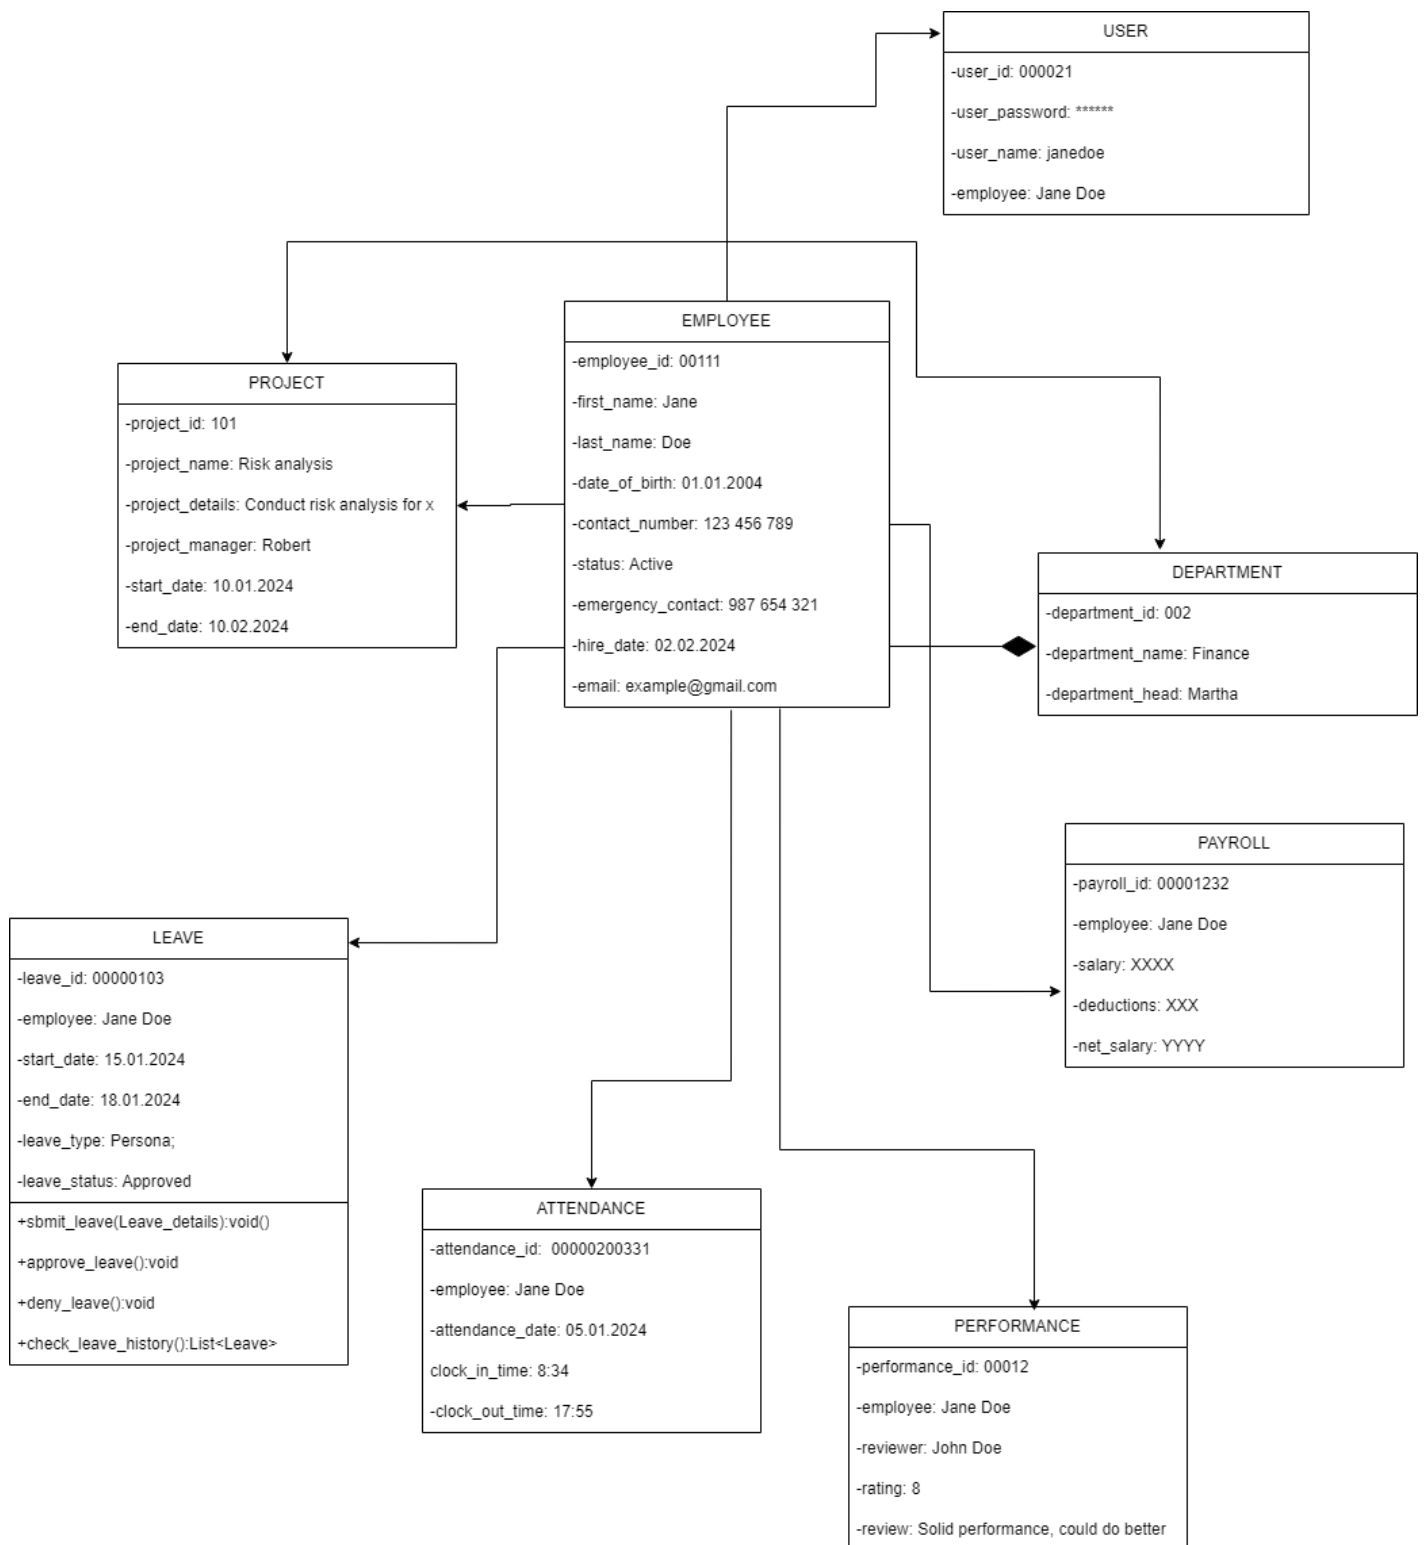 USER
-user_id: 000021
-user_password: ******
-user_name: janedoe
-employee: Jane Doe
EMPLOYEE
-employee_id: 00111
-first_name: Jane
-last_name: Doe
-date_of_birth: 01.01.2004
-contact_number: 123 456 789
-status: Active
-emergency_contact: 987 654 321
-hire_date: 02.02.2024
-email: example@gmail.com
PROJECT
-project_id: 101
-project_name: Risk analysis
-project_details: Conduct risk analysis for x
-project_manager: Robert
-start_date: 10.01.2024
-end_date: 10.02.2024
DEPARTMENT
-department_id: 002
-department_name: Finance
-department_head: Martha
PAYROLL
-payroll_id: 00001232
-employee: Jane Doe
-salary: XXXX
-deductions: XXX
-net_salary: YYYY
LEAVE
-leave_id: 00000103
-employee: Jane Doe
-start_date: 15.01.2024
-end_date: 18.01.2024
-leave_type: Persona;
-leave_status: Approved
+sbmit_leave(Leave_details):void()
+approve_leave():void
+deny_leave():void
+check_leave_history():List<Leave>
ATTENDANCE
-attendance_id:  00000200331
-employee: Jane Doe
-attendance_date: 05.01.2024
clock_in_time: 8:34
-clock_out_time: 17:55
PERFORMANCE
-performance_id: 00012
-employee: Jane Doe
-reviewer: John Doe
-rating: 8
-review: Solid performance, could do better